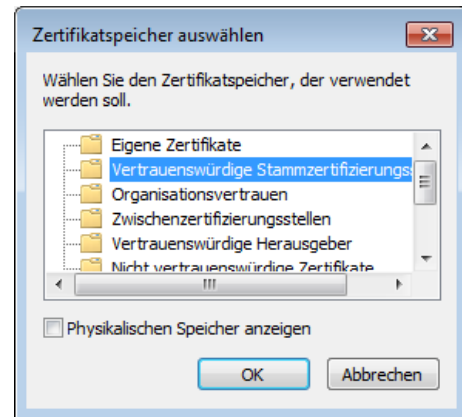 Zertifikatspeicher auswählen
Wählen Sie den Zertifikatspeicher, der verwendet
werden soll.
Eigene Zertifikate
Vertrauenswürdige Stammzertifizierungs
Organisationsvertrauen
Zwischenzertifizierungsstellen
Vertrauenswürdige Herausgeber
Nicht vertrauenswürdige Zertifikate
Physikalischen Speicher anzeigen
OK
Abbrechen